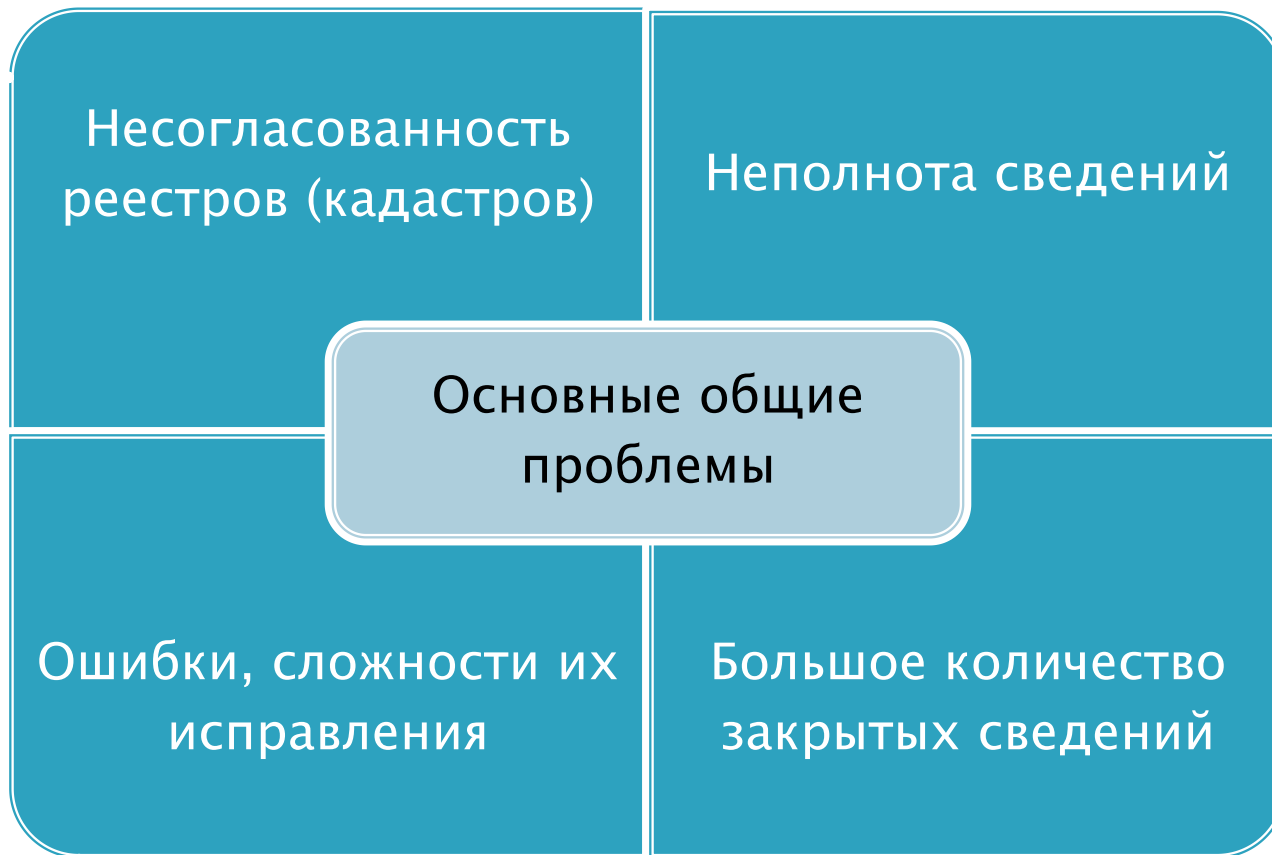 Несогласованность
реестров (кадастров)
Неполнота сведений
Основные общие
проблемы
Ошибки, сложности их
исправления
Большое количество
закрытых сведений